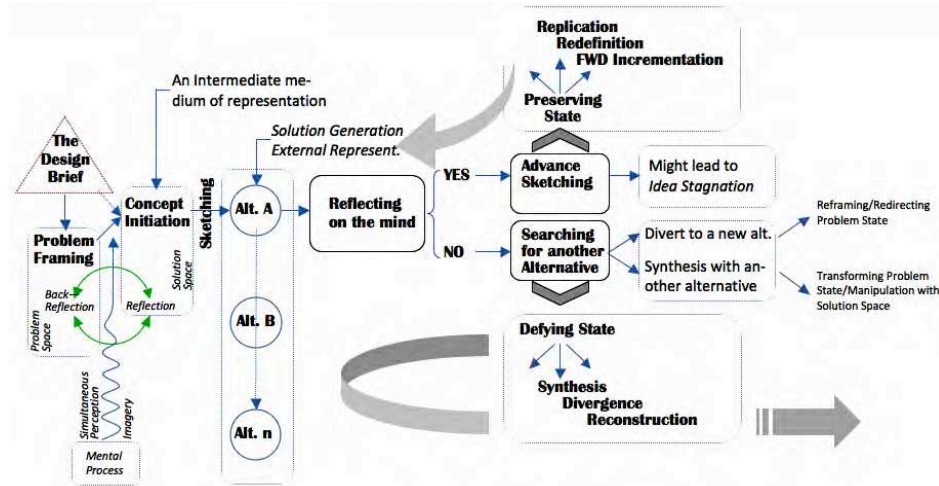 Replication
Redefinition
FWD Incrementation
Preserving
State
An Intermediate me-
dium of representation
Solution Generation
External Represent.
The
Design
Brief
Concept
Initiation
Sketching
Alt. A
Reflecting
on the mind
YES
Advance
Sketching
Might lead to
Idea Stagnation
Reframing/Redirecting
Problem State
Problem
Framing
NO
Searching
for another
Alternative
Divert to a new alt.
Synthesis with an-
other alternative
Transforming Problem
State/Manipulation with
Solution Space
Solution
Space
Back-
Reflection
Reflection
Problem
Space
Alt. B
Defying State
Synthesis
Divergence
Reconstruction
Simultaneous
Perception
Imagery
Alt. n
Mental
Process